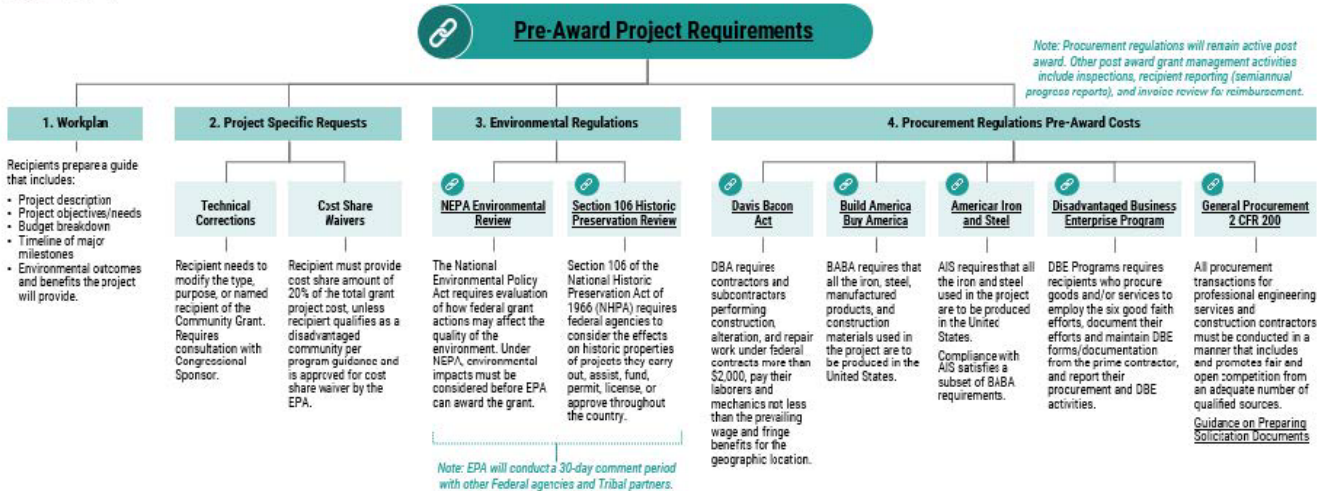 Pre-Award Project Requirements
Note: Procurement regulations will remain active post
award. Other post award grant management activities
include inspections, recipient reporting (semiannual
progress reports), and invoice review for reimbursement.
1. Workplan
Recipients prepare a guide
that includes:
• Project description
• Project objectives/needs
• Budget breakdown
• Timeline of major
milestones
• Environmental outcomes
and benefits the project
will provide.
2. Project Specific Requests
Technical
Corrections
Recipient needs to
modify the type,
purpose, or named
recipient of the
Community Grant.
Requires
consultation with
Congressional
Sponsor.
Cost Share
Waivers
Recipient must provide
cost share amount of
20% of the total grant
project cost, unless
recipient qualifies as a
disadvantaged
community per
program guidance and
is approved for cost
share waiver by the
EPA.
3. Environmental Regulations
NEPA Environmental
Review
The National
Environmental Policy
Act requires evaluation
of how federal grant
actions may affect the
quality of the
environment. Under
NEPA, environmental
impacts must be
considered before EPA
can award the grant.
Section 106 Historic
Preservation Review
Section 106 of the
National Historic
Preservation Act of
1966 (NHPA) requires
federal agencies to
consider the effects
on historic properties
of projects they carry
out, assist, fund,
permit, license, or
approve throughout
the country.
Note: EPA will conduct a 30-day comment period
with other Federal agencies and Tribal partners.
4. Procurement Regulations Pre-Award Costs
Davis Bacon
Act
DBA requires
contractors and
subcontractors
performing
construction,
alteration, and repair
work under federal
contracts more than
$2,000, pay their
laborers and
mechanics not less
than the prevailing
wage and fringe
benefits for the
geographic location.
Build America
Buy America
BABA requires that
all the iron, steel,
manufactured
products, and
construction
materials used in
the project are to
be produced in the
United States.
American Iron
and Steel
AIS requires that all
the iron and steel
used in the project
are to be produced
in the United
States.
Compliance with
AIS satisfies a
subset of BABA
requirements.
Disadvantaged Business
Enterprise Program
DBE Programs requires
recipients who procure
goods and/or services to
employ the six good faith
efforts, document their
efforts and maintain DBE
forms/documentation
from the prime contractor,
and report their
procurement and DBE
activities.
General Procurement
2 CFR 200
All procurement
transactions for
professional engineering
services and
construction contractors
must be conducted in a
manner that includes
and promotes fair and
open competition from
an adequate number of
qualified sources.
Guidance on Preparing
Solicitation Documents